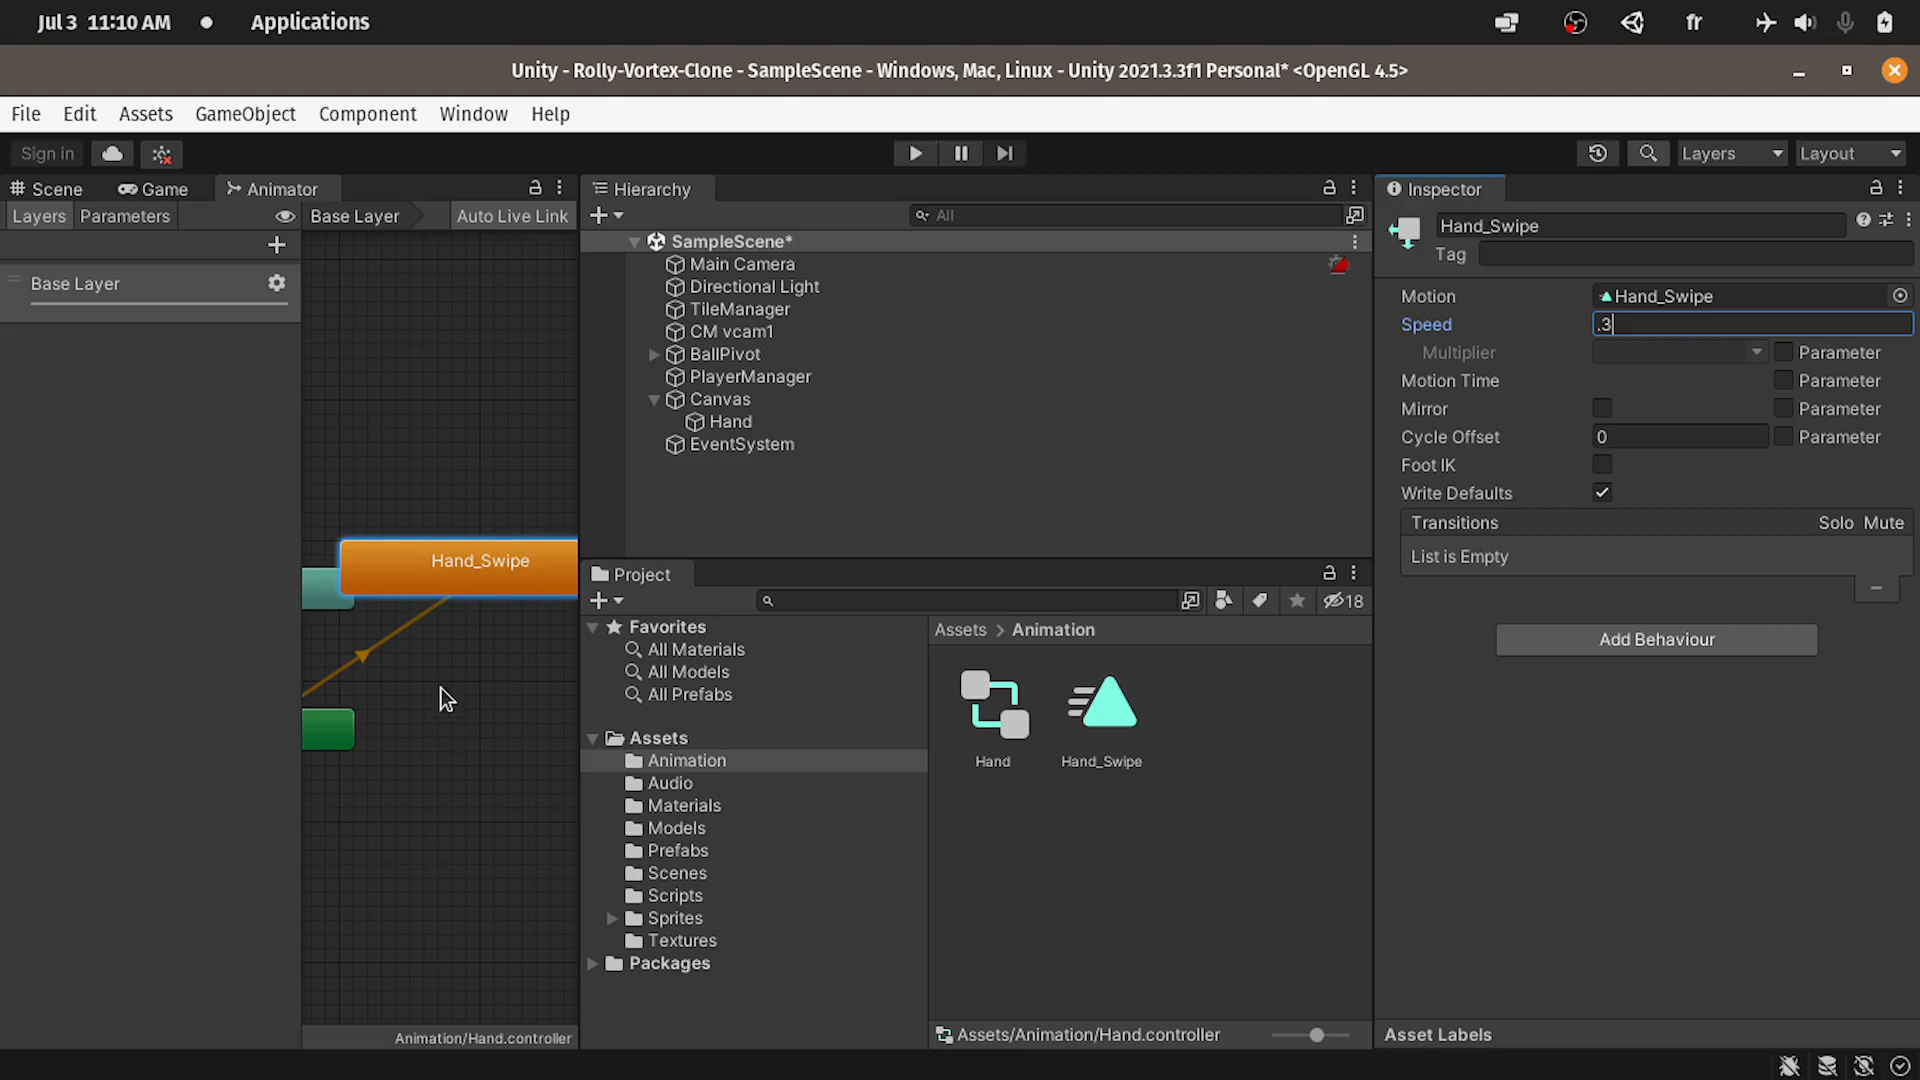 Jul 3 11:10 AM
Applications
fr
Unity - Rolly-Vortex-Clone - SampleScene - Windows, Mac, Linux - Unity 2021.3.3f1 Personal* <OpenGL 4.5>
File Edit Assets GameObject Component Window Help
Sign in
Layers
Layout
Scene
Game
Animator
Layers
Parameters
Base Layer
Auto Live Link
Base Layer
Hand_Swipe
Animation/Hand.controller
Hierarchy
All
SampleScene*
Main Camera
Directional Light
TileManager
CM vcam1
BallPivot
PlayerManager
Canvas
Hand
EventSystem
Project
18
Favorites
All Materials
All Models
All Prefabs
Assets
Animation
Audio
Materials
Models
Prefabs
Scenes
Scripts
Sprites
Textures
Packages
Assets > Animation
Hand
Hand_Swipe
Assets/Animation/Hand.controller
Inspector
Hand_Swipe
Tag
Motion Hand_Swipe
Speed .3
Multiplier Parameter
Motion Time Parameter
Mirror Parameter
Cycle Offset 0 Parameter
Foot IK
Write Defaults
Transitions Solo Mute
List is Empty
Add Behaviour
Asset Labels